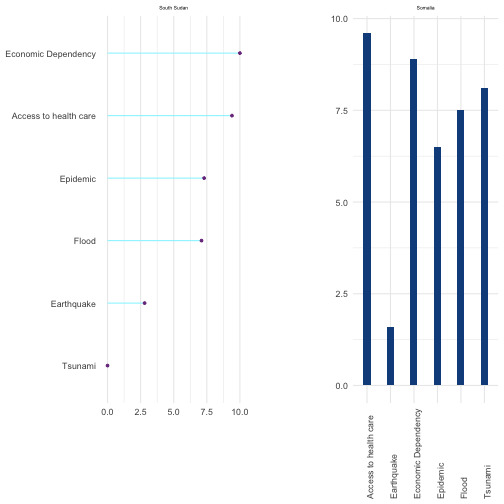 South Sudan
Economic Dependency
Access to health care
Epidemic
Flood
Earthquake
Tsunami
0.0 2.5 5.0 7.5 10.0
Somalia
10.0
7.5
5.0
2.5
0.0
Access to health care
Earthquake
Economic Dependency
Epidemic
Flood
Tsunami